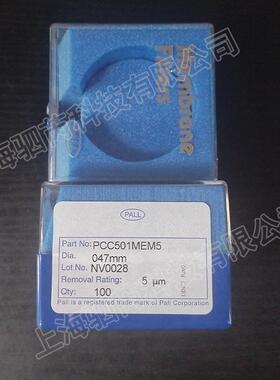 Membrane
Filters
PALL
Part No: PCC501MEM5
Dia. 047mm
Lot No. NV0028
Removal Rating: 5 µm
Qty: 100
Pall is a registered trade mark of Pall Corporation